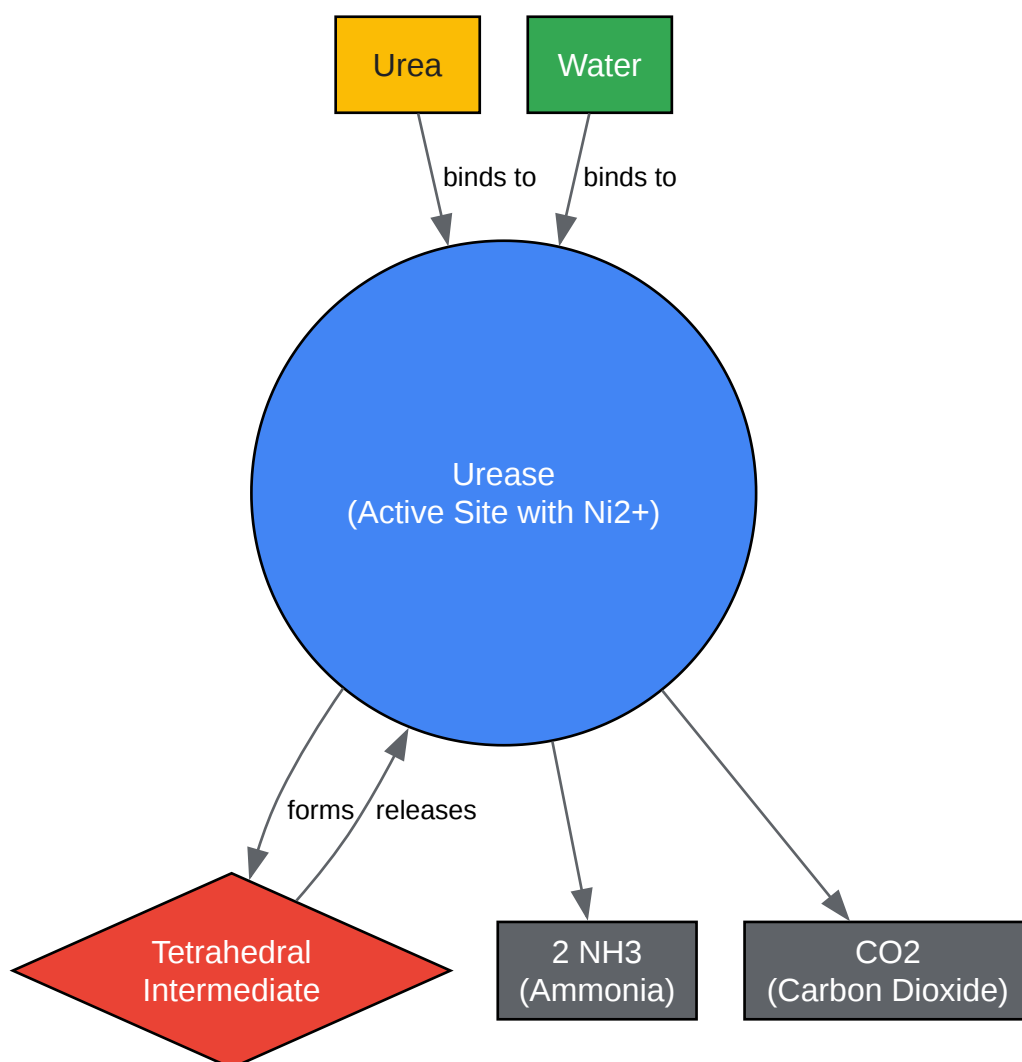 Urea
Water
binds to
binds to
Urease
(Active Site with Ni2+)
forms
releases
Tetrahedral
Intermediate
2 NH3
(Ammonia)
CO2
(Carbon Dioxide)